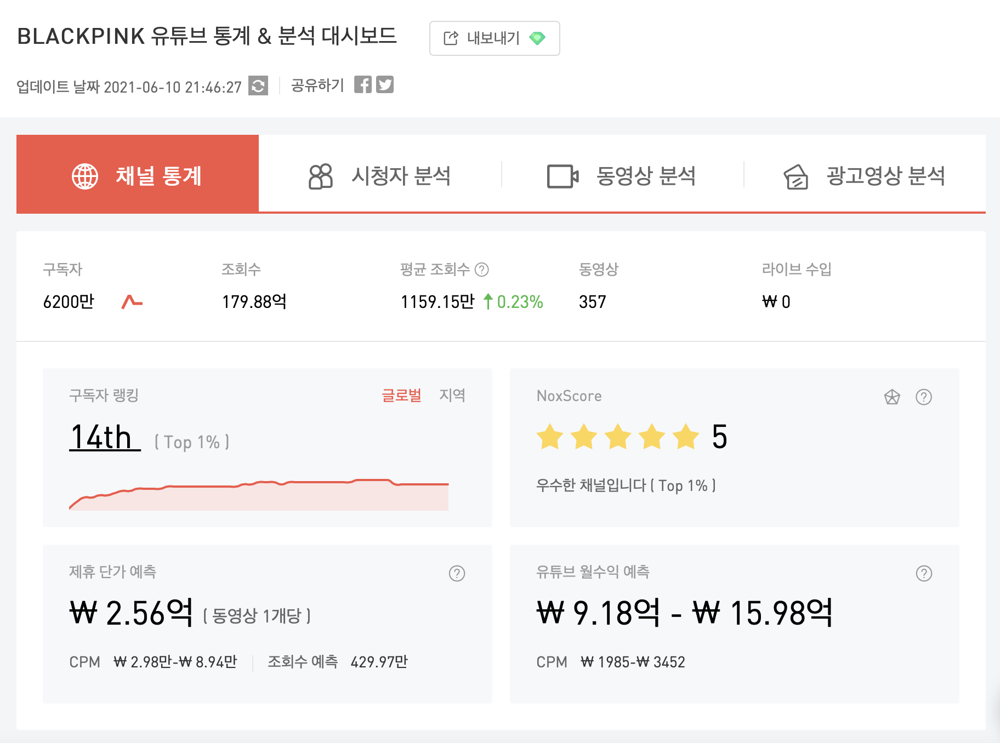 BLACKPINK 유튜브 통계 & 분석 대시보드
내보내기
업데이트 날짜 2021-06-10 21:46:27
공유하기
채널 통계
시청자 분석
동영상 분석
광고영상 분석
구독자
조회수
평균 조회수 ?
동영상
라이브 수입
6200만
179.88억
1159.15만 ↑0.23%
357
₩ 0
구독자 랭킹
글로벌 지역
14th ( Top 1% )
NoxScore ?
5
우수한 채널입니다 ( Top 1% )
제휴 단가 예측 ?
₩ 2.56억 ( 동영상 1개당 )
CPM ₩ 2.98만-₩ 8.94만
조회수 예측 429.97만
유튜브 월수익 예측 ?
₩ 9.18억 - ₩ 15.98억
CPM ₩ 1985-₩ 3452